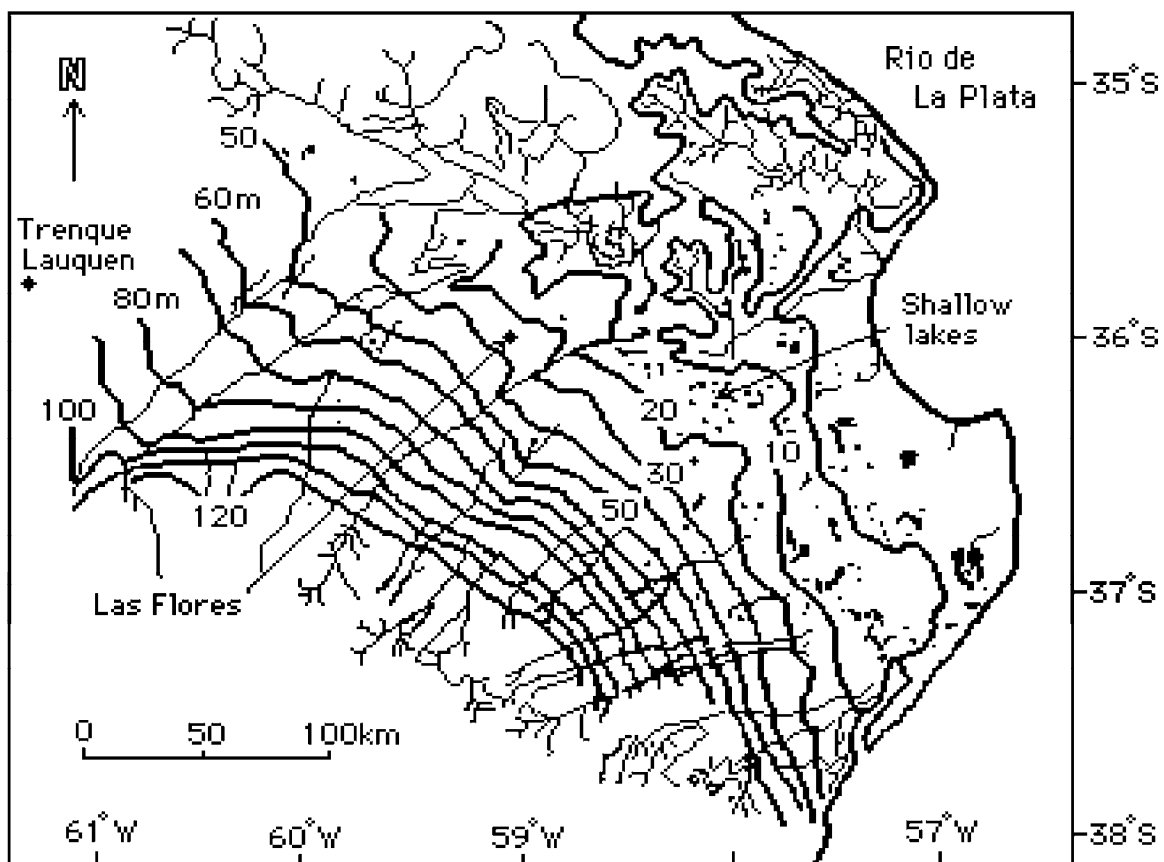 N
Rio de
La Plata
35°S
50
60m
Trenque
Lauquen
80m
Shallow
lakes
36°S
100
20
10
30
50
120
Las Flores
37°S
0 50 100km
61°W 60°W 59°W 57°W
38°S